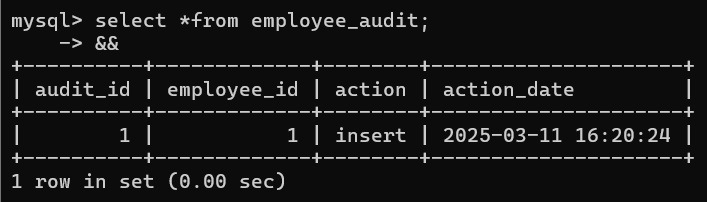 mysql> select *from employee_audit;
    -> &&
+----------+-------------+--------+---------------------+
| audit_id | employee_id | action | action_date         |
+----------+-------------+--------+---------------------+
|        1 |           1 | insert | 2025-03-11 16:20:24 |
+----------+-------------+--------+---------------------+
1 row in set (0.00 sec)